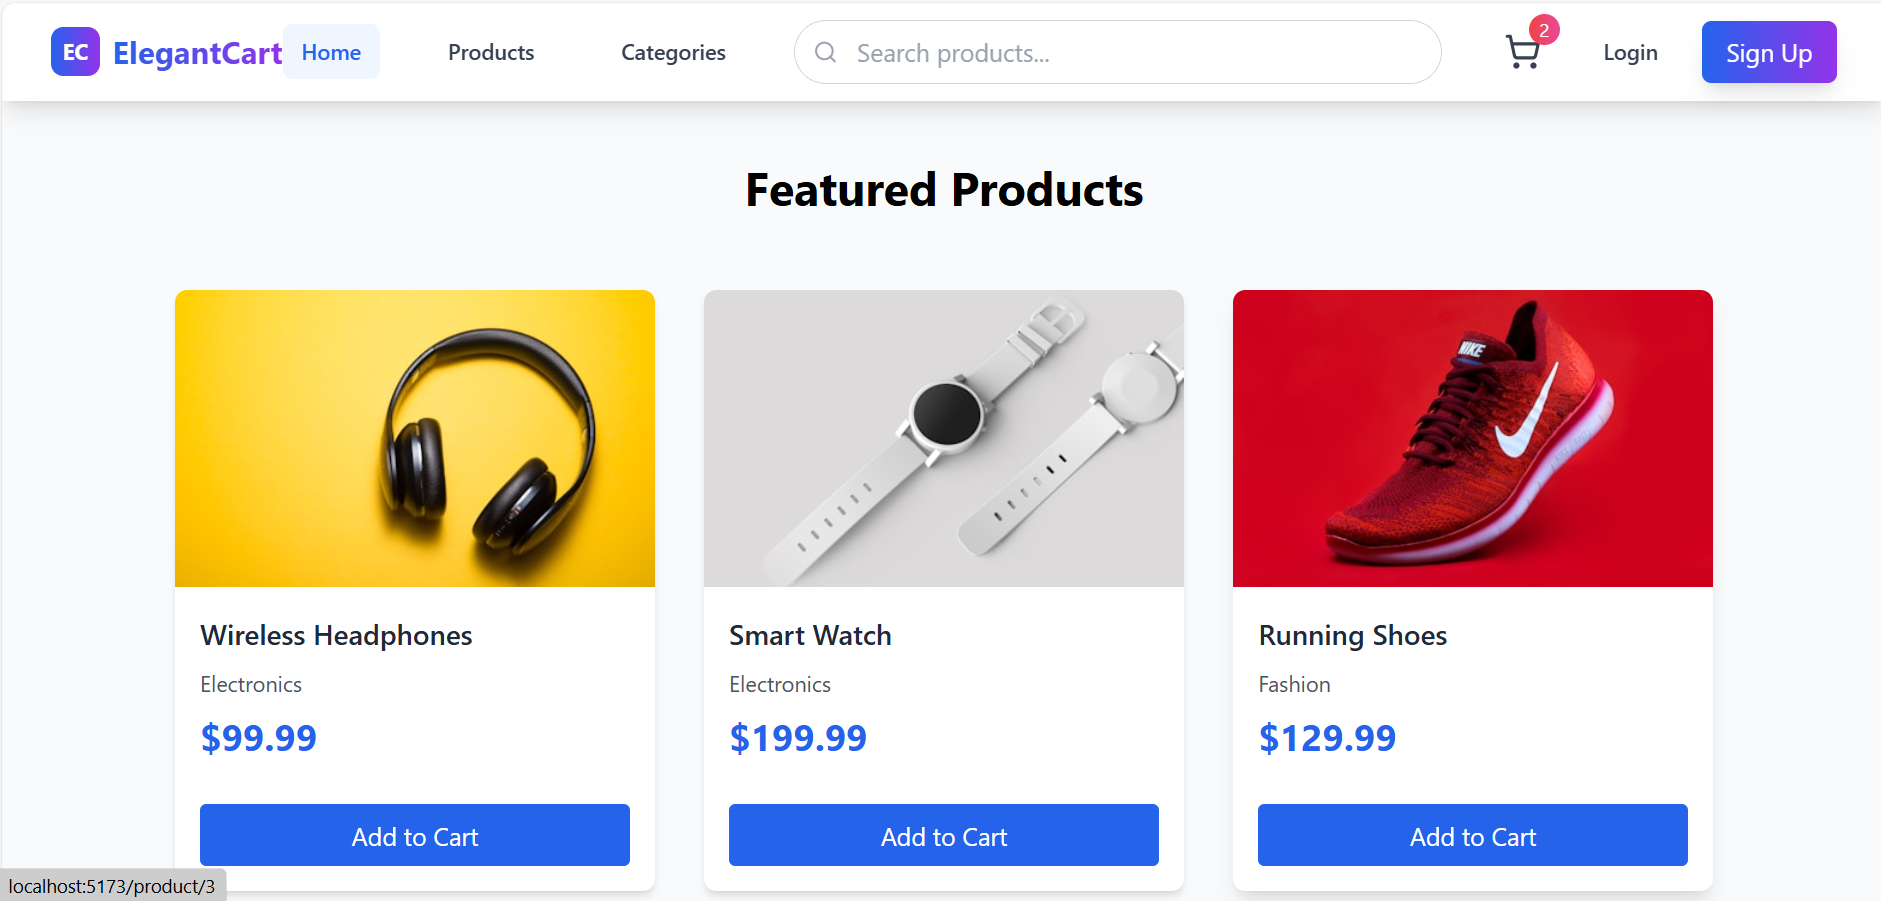 EC ElegantCart Home Products Categories Search products... 2 Login Sign Up
Featured Products
NIKE
Wireless Headphones
Electronics
$99.99
Add to Cart
Smart Watch
Electronics
$199.99
Add to Cart
Running Shoes
Fashion
$129.99
Add to Cart
localhost:5173/product/3